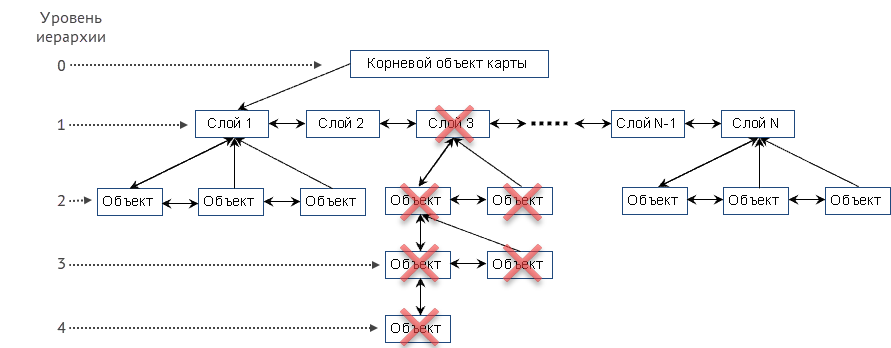 Уровень
иерархии
0
Корневой объект карты
1
Слой 1
Слой 2
Слой 3
Слой N-1
Слой N
2
Объект
Объект
Объект
Объект
Объект
Объект
Объект
Объект
3
Объект
Объект
4
Объект